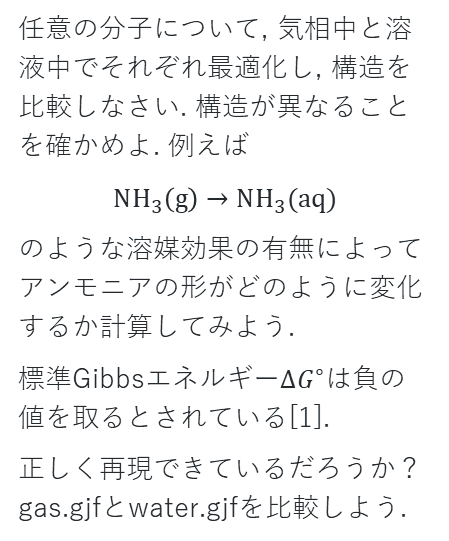 任意の分子について, 気相中と溶
液中でそれぞれ最適化し, 構造を
比較しなさい. 構造が異なること
を確かめよ. 例えば
NH₃(g) → NH₃(aq)
のような溶媒効果の有無によって
アンモニアの形がどのように変化
するか計算してみよう.
標準GibbsエネルギーΔG°は負の
値を取るとされている[1].
正しく再現できているだろうか？
gas.gjfとwater.gjfを比較しよう.